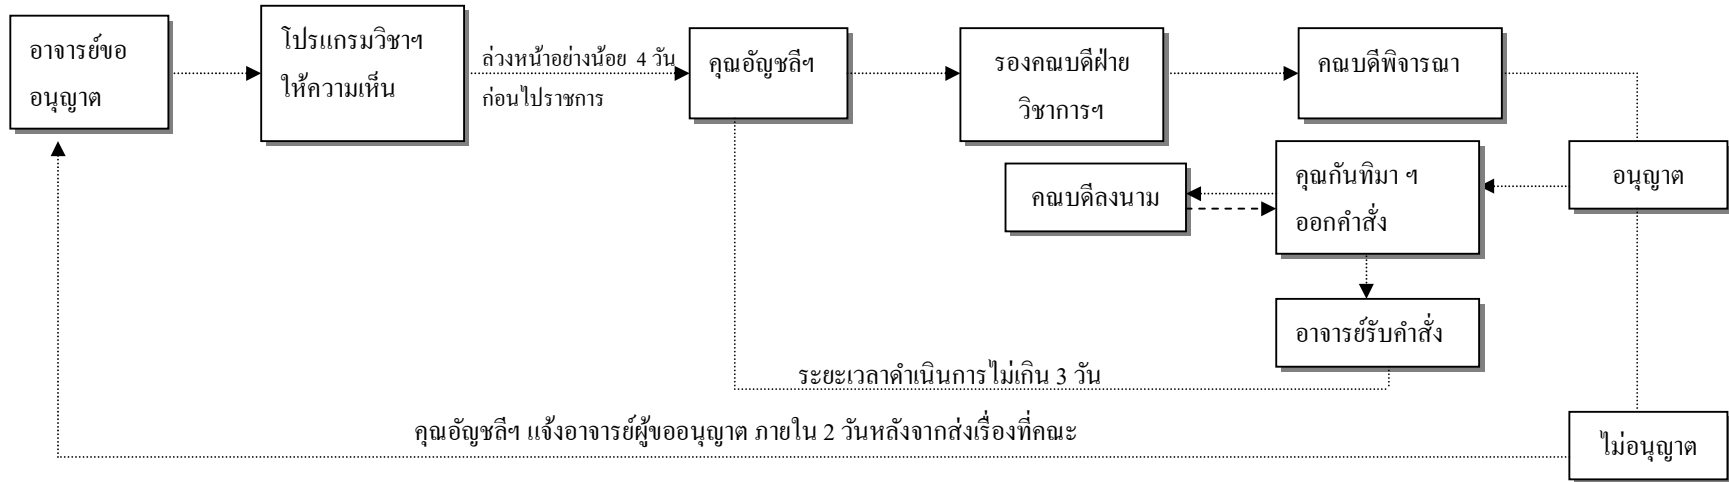 อาจารย์ขอ
อนุญาต
โปรแกรมวิชาฯ
ให้ความเห็น
ล่วงหน้าอย่างน้อย 4 วัน
ก่อนไปราชการ
คุณอัญชลีฯ
รองคณบดีฝ่าย
วิชาการฯ
คณบดีพิจารณา
อนุญาต
คุณกันทิมา ฯ
ออกคำสั่ง
คณบดีลงนาม
อาจารย์รับคำสั่ง
ระยะเวลาดำเนินการไม่เกิน 3 วัน
คุณอัญชลีฯ แจ้งอาจารย์ผู้ขออนุญาต ภายใน 2 วันหลังจากส่งเรื่องที่คณะ
ไม่อนุญาต